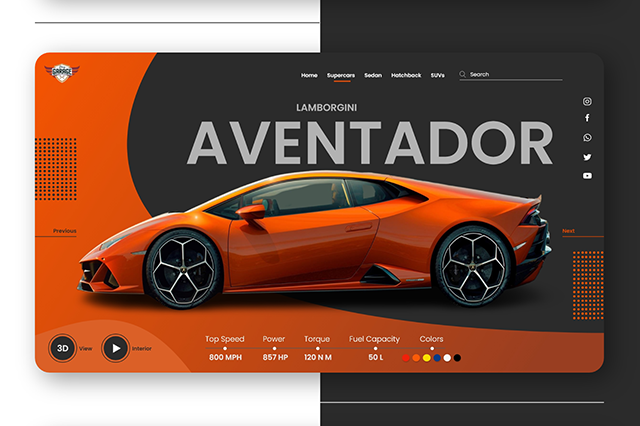 GARAGE
Home Supercars Sedan Hatchback SUVs Search
LAMBORGINI
AVENTADOR
Previous
Next
3D View Interior
Top Speed Power Torque Fuel Capacity Colors
800 MPH 857 HP 120 N M 50 L